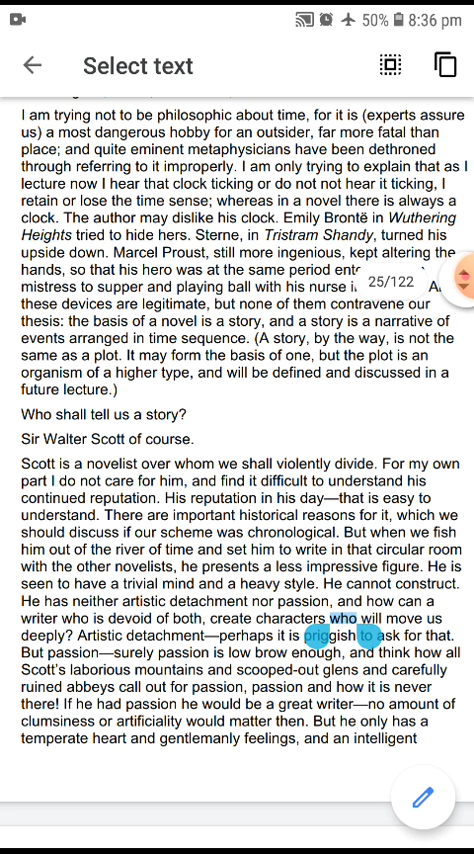 50% 8:36 pm
Select text
I am trying not to be philosophic about time, for it is (experts assure
us) a most dangerous hobby for an outsider, far more fatal than
place; and quite eminent metaphysicians have been dethroned
through referring to it improperly. I am only trying to explain that as I
lecture now I hear that clock ticking or do not not hear it ticking, I
retain or lose the time sense; whereas in a novel there is always a
clock. The author may dislike his clock. Emily Brontë in Wuthering
Heights tried to hide hers. Sterne, in Tristram Shandy, turned his
upside down. Marcel Proust, still more ingenious, kept altering the
hands, so that his hero was at the same period
mistress to supper and playing ball with his nurse
25/122
these devices are legitimate, but none of them contravene our
thesis: the basis of a novel is a story, and a story is a narrative of
events arranged in time sequence. (A story, by the way, is not the
same as a plot. It may form the basis of one, but the plot is an
organism of a higher type, and will be defined and discussed in a
future lecture.)
Who shall tell us a story?
Sir Walter Scott of course.
Scott is a novelist over whom we shall violently divide. For my own
part I do not care for him, and find it difficult to understand his
continued reputation. His reputation in his day—that is easy to
understand. There are important historical reasons for it, which we
should discuss if our scheme was chronological. But when we fish
him out of the river of time and set him to write in that circular room
with the other novelists, he presents a less impressive figure. He is
seen to have a trivial mind and a heavy style. He cannot construct.
He has neither artistic detachment nor passion, and how can a
writer who is devoid of both, create characters who will move us
deeply? Artistic detachment—perhaps it is priggish to ask for that.
But passion—surely passion is low brow enough, and think how all
Scott's laborious mountains and scooped-out glens and carefully
ruined abbeys call out for passion, passion and how it is never
there! If he had passion he would be a great writer—no amount of
clumsiness or artificiality would matter then. But he only has a
temperate heart and gentlemanly feelings, and an intelligent